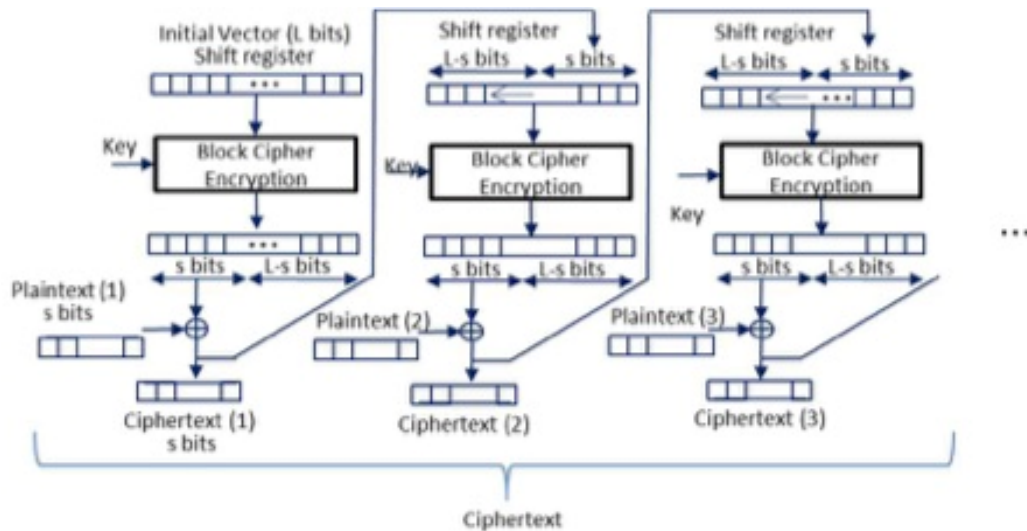 Initial Vector (L bits)
Shift register
Key
Block Cipher
Encryption
s bits
L-s bits
Plaintext (1)
s bits
Ciphertext (1)
s bits
Shift register
L-s bits
s bits
Key
Block Cipher
Encryption
s bits
L-s bits
Plaintext (2)
Ciphertext (2)
Shift register
L-s bits
s bits
Block Cipher
Encryption
Key
s bits
L-s bits
Plaintext (3)
Ciphertext (3)
...
Ciphertext